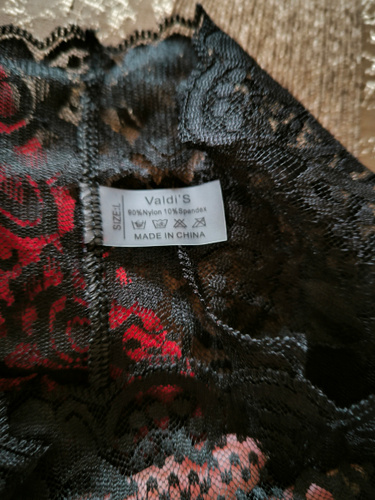 SIZE:L
Valdi'S
90%Nylon 10%Spandex
MADE IN CHINA